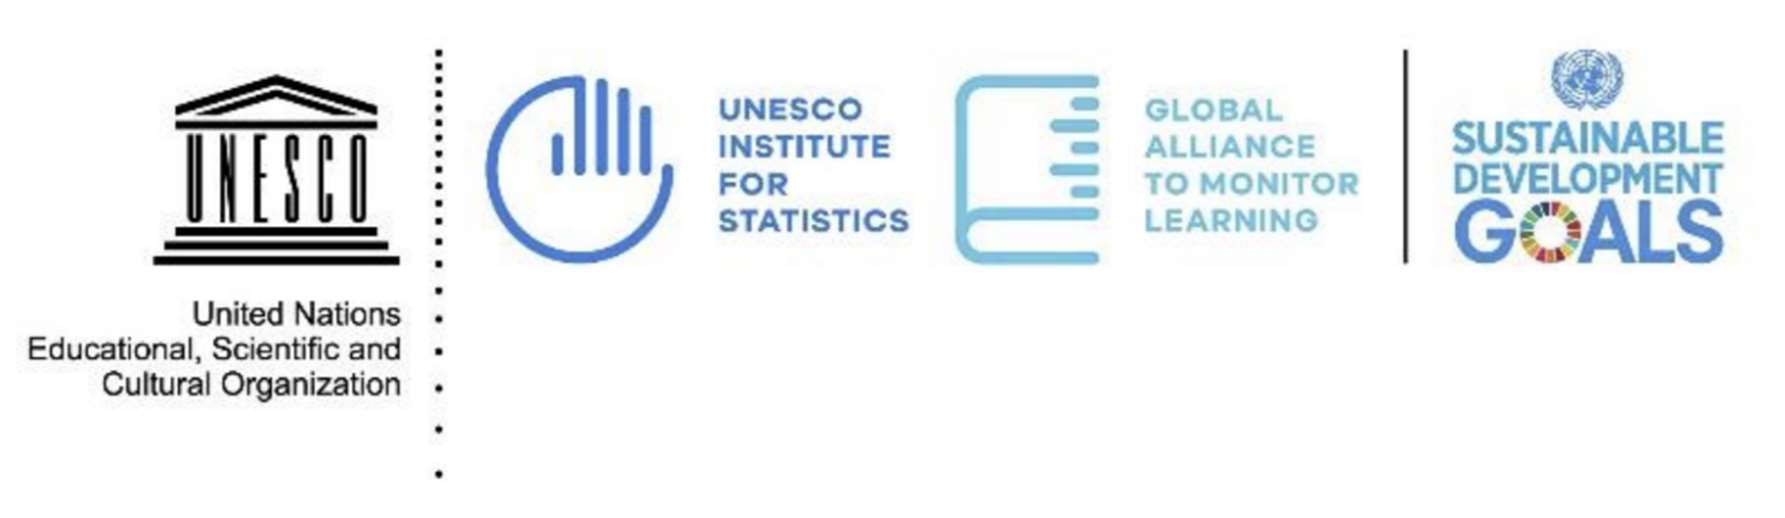 UNESCO
United Nations
Educational, Scientific and
Cultural Organization
UNESCO
INSTITUTE
FOR
STATISTICS
GLOBAL
ALLIANCE
TO MONITOR
LEARNING
SUSTAINABLE
DEVELOPMENT
GOALS